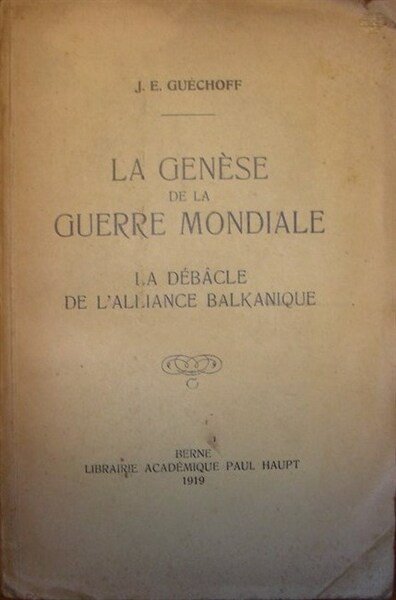 J. E. GUÉCHOFF
LA GENÈSE
DE LA
GUERRE MONDIALE
LA DÉBÂCLE
DE L'ALLIANCE BALKANIQUE
BERNE
LIBRAIRIE ACADÉMIQUE PAUL HAUPT
1919